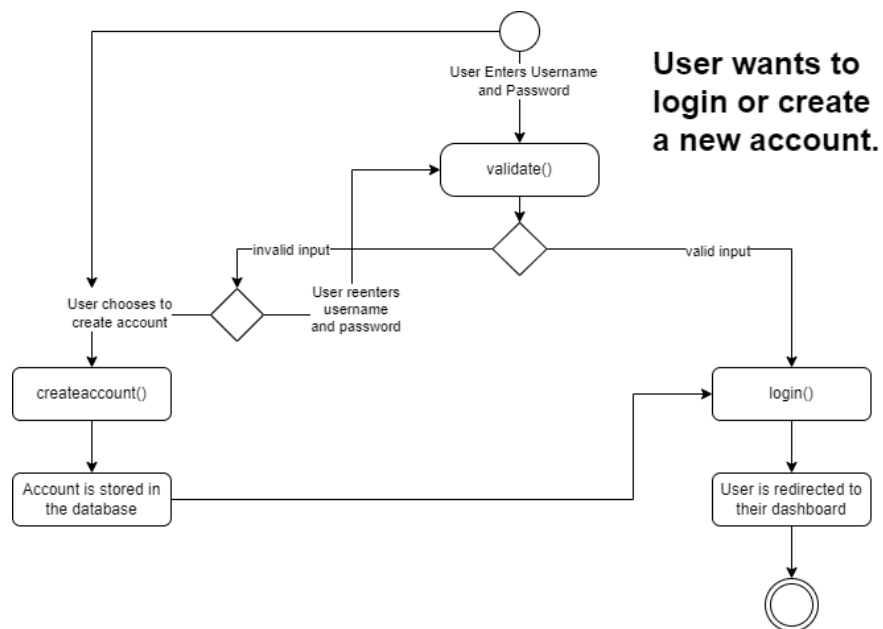 User Enters Username
and Password
User wants to
login or create
a new account.
validate()
invalid input
valid input
User chooses to
create account
User reenters
username
and password
createaccount()
login()
Account is stored in
the database
User is redirected to
their dashboard